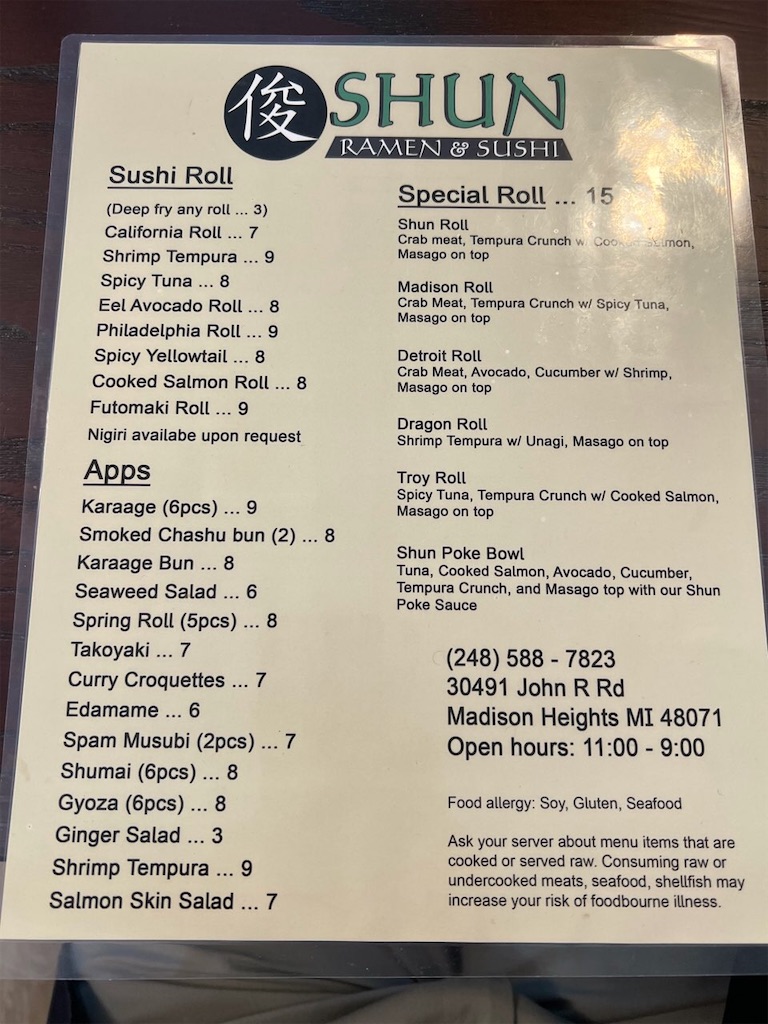 俊 SHUN
RAMEN & SUSHI
Sushi Roll
(Deep fry any roll ... 3)
California Roll ... 7
Shrimp Tempura ... 9
Spicy Tuna ... 8
Eel Avocado Roll ... 8
Philadelphia Roll ... 9
Spicy Yellowtail ... 8
Cooked Salmon Roll ... 8
Futomaki Roll ... 9
Nigiri availabe upon request
Apps
Karaage (6pcs) ... 9
Smoked Chashu bun (2) ... 8
Karaage Bun ... 8
Seaweed Salad ... 6
Spring Roll (5pcs) ... 8
Takoyaki ... 7
Curry Croquettes ... 7
Edamame ... 6
Spam Musubi (2pcs) ... 7
Shumai (6pcs) ... 8
Gyoza (6pcs) ... 8
Ginger Salad ... 3
Shrimp Tempura ... 9
Salmon Skin Salad ... 7
Special Roll ... 15
Shun Roll
Crab meat, Tempura Crunch w/ Cooked Salmon,
Masago on top
Madison Roll
Crab Meat, Tempura Crunch w/ Spicy Tuna,
Masago on top
Detroit Roll
Crab Meat, Avocado, Cucumber w/ Shrimp,
Masago on top
Dragon Roll
Shrimp Tempura w/ Unagi, Masago on top
Troy Roll
Spicy Tuna, Tempura Crunch w/ Cooked Salmon,
Masago on top
Shun Poke Bowl
Tuna, Cooked Salmon, Avocado, Cucumber,
Tempura Crunch, and Masago top with our Shun
Poke Sauce
(248) 588 - 7823
30491 John R Rd
Madison Heights MI 48071
Open hours: 11:00 - 9:00
Food allergy: Soy, Gluten, Seafood
Ask your server about menu items that are
cooked or served raw. Consuming raw or
undercooked meats, seafood, shellfish may
increase your risk of foodbourne illness.